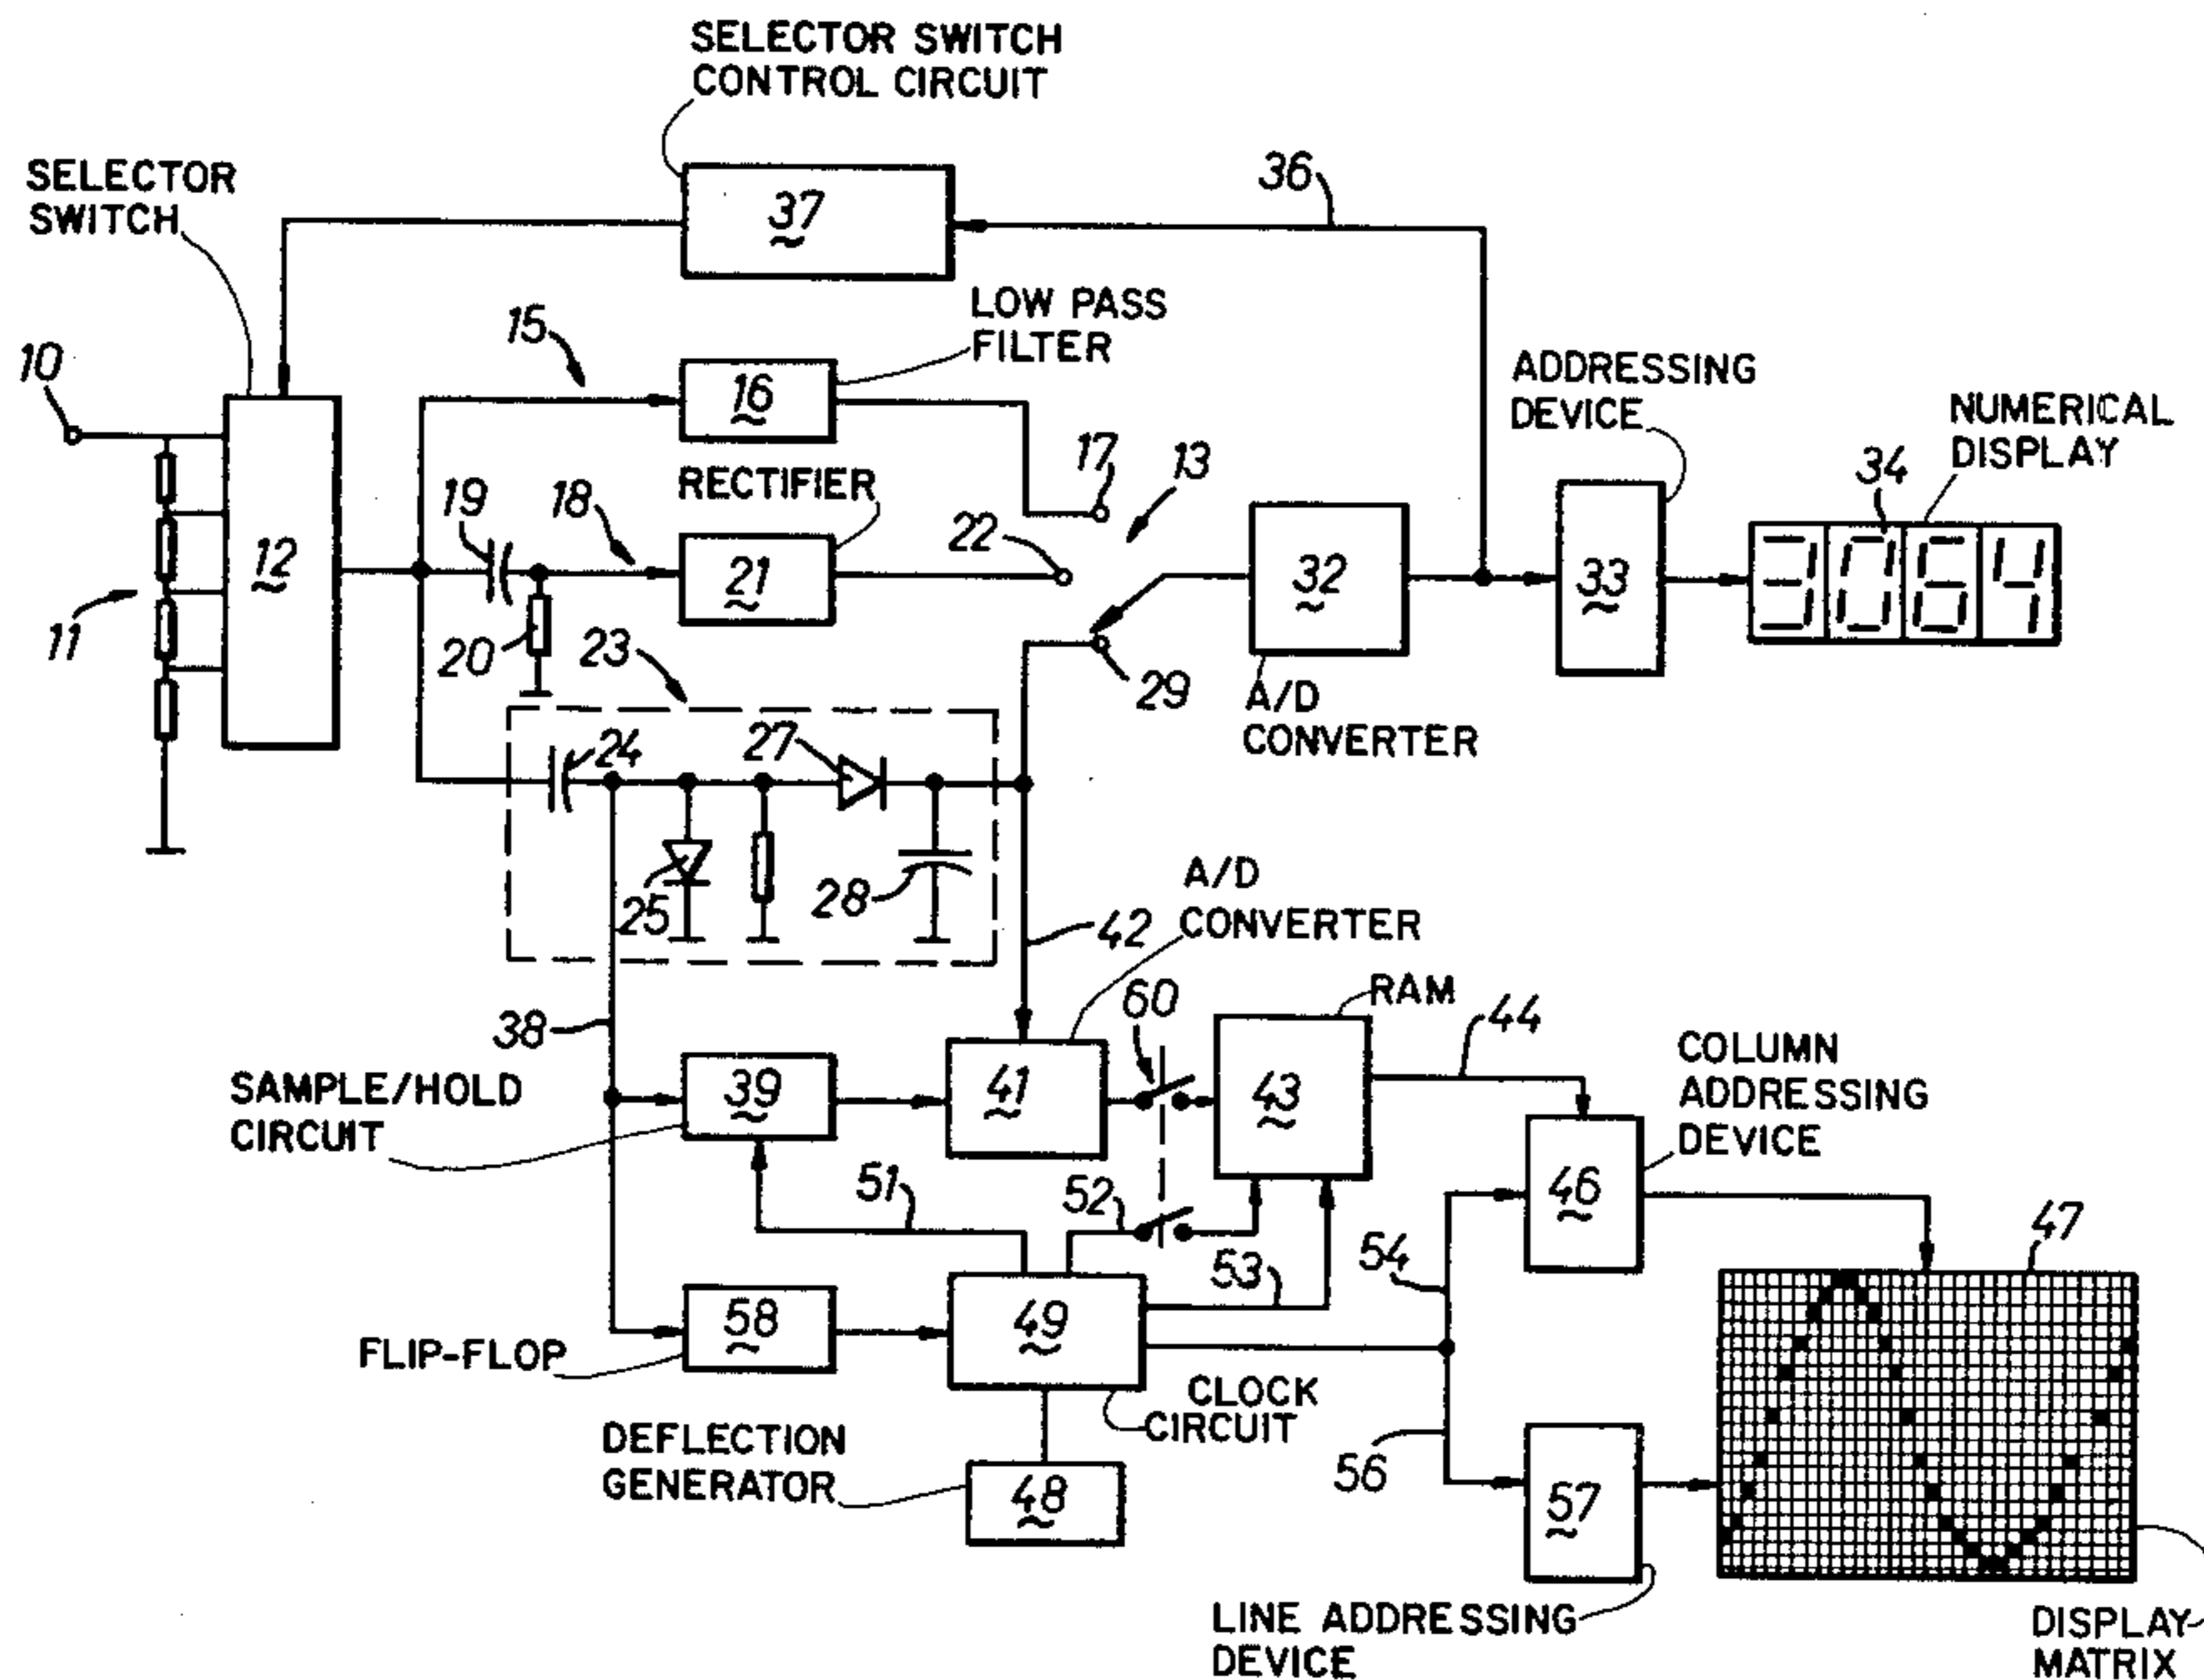 SELECTOR SWITCH
CONTROL CIRCUIT
SELECTOR
SWITCH
37
36
LOW PASS
FILTER
15
16
10
ADDRESSING
DEVICE
NUMERICAL
DISPLAY
34
17
13
RECTIFIER
19
18
22
12
21
32
33
3064
11
20
23
29
A/D
CONVERTER
24
27
25
28
A/D
CONVERTER
42
60
RAM
44
38
COLUMN
ADDRESSING
DEVICE
SAMPLE/HOLD
CIRCUIT
39
41
43
46
51
52
53
54
47
FLIP-FLOP
58
49
CLOCK
CIRCUIT
DEFLECTION
GENERATOR
48
56
57
LINE ADDRESSING
DEVICE
DISPLAY
MATRIX